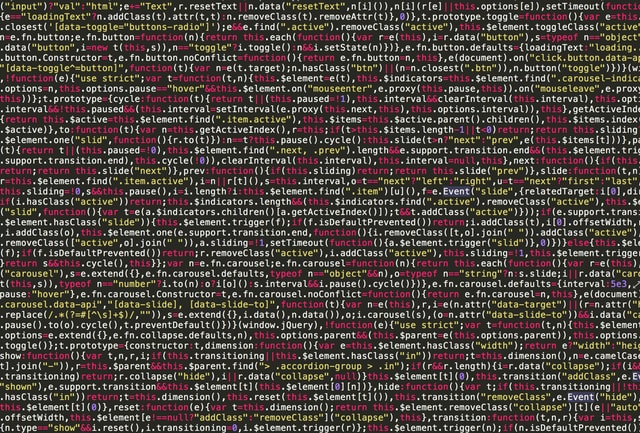 ("input")?"val":"html";e+="Text",r.resetText||n.data("resetText",n[i]()),n[i](r[e]||this.options[e]),setTimeout(function
(){e=="loadingText"?n.addClass(t).attr(t,t):n.removeClass(t).removeAttr(t)},0)},t.prototype.toggle=function(){var e=this
.closest('[data-toggle="buttons-radio"]');e&&e.find(".active").removeClass("active"),this.$element.toggleClass("active"
=e.fn.button;e.fn.button=function(n){return this.each(function(){var r=e(this),i=r.data("button"),s=typeof n=="object"
.data("button",i=new t(this,s)),n=="toggle"?i.toggle():n&&i.setState(n)})},e.fn.button.defaults={loadingText:"loading.
button.Constructor=t,e.fn.button.noConflict=function(){return e.fn.button=n,this},e(document).on("click.button.data-ap
"[data-toggle^=button]",function(t){var n=e(t.target);n.hasClass("btn")||(n=n.closest(".btn")),n.button("toggle")})}(w
,!function(e){"use strict";var t=function(t,n){this.$element=e(t),this.$indicators=this.$element.find(".carousel-indic
.options=n,this.options.pause=="hover"&&this.$element.on("mouseenter",e.proxy(this.pause,this)).on("mouseleave",e.prox
this))};t.prototype={cycle:function(t){return t||(this.paused=!1),this.interval&&clearInterval(this.interval),this.opt
interval&&!this.paused&&(this.interval=setInterval(e.proxy(this.next,this),this.options.interval)),this},getActiveInd
{return this.$active=this.$element.find(".item.active"),this.$items=this.$active.parent().children(),this.$items.index
.$active)},to:function(t){var n=this.getActiveIndex(),r=this;if(t>this.$items.length-1||t<0)return;return this.sliding
.$element.one("slid",function(){r.to(t)}):n==t?this.pause().cycle():this.slide(t>n?"next":"prev",e(this.$items[t]))},p
(t){return t||(this.paused=!0),this.$element.find(".next, .prev").length&&e.support.transition.end&&(this.$element.tr
.support.transition.end),this.cycle(!0)),clearInterval(this.interval),this.interval=null,this},next:function(){if(this
return;return this.slide("next")},prev:function(){if(this.sliding)return;return this.slide("prev")},slide:function(t,n
r=this.$element.find(".item.active"),i=n||r[t](),s=this.interval,o=t=="next"?"left":"right",u=t=="next"?"first":"last"
this.sliding=!0,s&&this.pause(),i=i.length?i:this.$element.find(".item")[u](),f=e.Event("slide",{relatedTarget:i[0],
if(i.hasClass("active"))return;this.$indicators.length&&(this.$indicators.find(".active").removeClass("active"),this.
"slid",function(){var t=e(a.$indicators.children()[a.getActiveIndex()]);t&&t.addClass("active")}));if(e.support.trans
$element.hasClass("slide")){this.$element.trigger(f);if(f.isDefaultPrevented())return;i.addClass(t),i[0].offsetWidth,
,i.addClass(o),this.$element.one(e.support.transition.end,function(){i.removeClass([t,o].join(" ")).addClass("active"
removeClass(["active",o].join(" ")),a.sliding=!1,setTimeout(function(){a.$element.trigger("slid")},0)})}else{this.$el
(f);if(f.isDefaultPrevented())return;r.removeClass("active"),i.addClass("active"),this.sliding=!1,this.$element.trigge
return s&&this.cycle(),this}};var n=e.fn.carousel;e.fn.carousel=function(n){return this.each(function(){var r=e(this)
("carousel"),s=e.extend({},e.fn.carousel.defaults,typeof n=="object"&&n),o=typeof n=="string"?n:s.slide;i||r.data("car
t(this,s)),typeof n=="number"?i.to(n):o?i[o]():s.interval&&i.pause().cycle()})},e.fn.carousel.defaults={interval:5e3,
pause:"hover"},e.fn.carousel.Constructor=t,e.fn.carousel.noConflict=function(){return e.fn.carousel=n,this},e(document
.carousel.data-api","[data-slide], [data-slide-to]",function(t){var n=e(this),r,i=e(n.attr("data-target")||(r=n.attr(
replace(/.*(?=#[^\s]+$)/,"")),s=e.extend({},i.data(),n.data()),o;i.carousel(s),(o=n.attr("data-slide-to"))&&i.data("ca
.pause().to(o).cycle(),t.preventDefault()})}(window.jQuery),!function(e){"use strict";var t=function(t,n){this.$elemen
options=e.extend({},e.fn.collapse.defaults,n),this.options.parent&&(this.$parent=e(this.options.parent)),this.options.
toggle()};t.prototype={constructor:t,dimension:function(){var e=this.$element.hasClass("width");return e?"width":"heig
show:function(){var t,n,r,i;if(this.transitioning||this.$element.hasClass("in"))return;t=this.dimension(),n=e.camelCas
t].join("-")),r=this.$parent&&this.$parent.find("> .accordion-group > .in");if(r&&r.length){i=r.data("collapse");if(i&
transitioning)return;r.collapse("hide"),i||r.data("collapse",null)}this.$element[t](0),this.transition("addClass",e.Ev
"shown"),e.support.transition&&this.$element[t](this.$element[0][n])},hide:function(){var t;if(this.transitioning||!th
.hasClass("in"))return;t=this.dimension(),this.reset(this.$element[t]()),this.transition("removeClass",e.Event("hide")
this.$element[t](0)},reset:function(e){var t=this.dimension();return this.$element.removeClass("collapse")[t](e||"auto
.offsetWidth,this.$element[e!==null?"addClass":"removeClass"]("collapse"),this},transition:function(t,n,r){var i=this,
{n.type=="show"&&i.reset(),i.transitioning=0,i.$element.trigger(r)};this.$element.trigger(n);if(n.isDefaultPrevented()